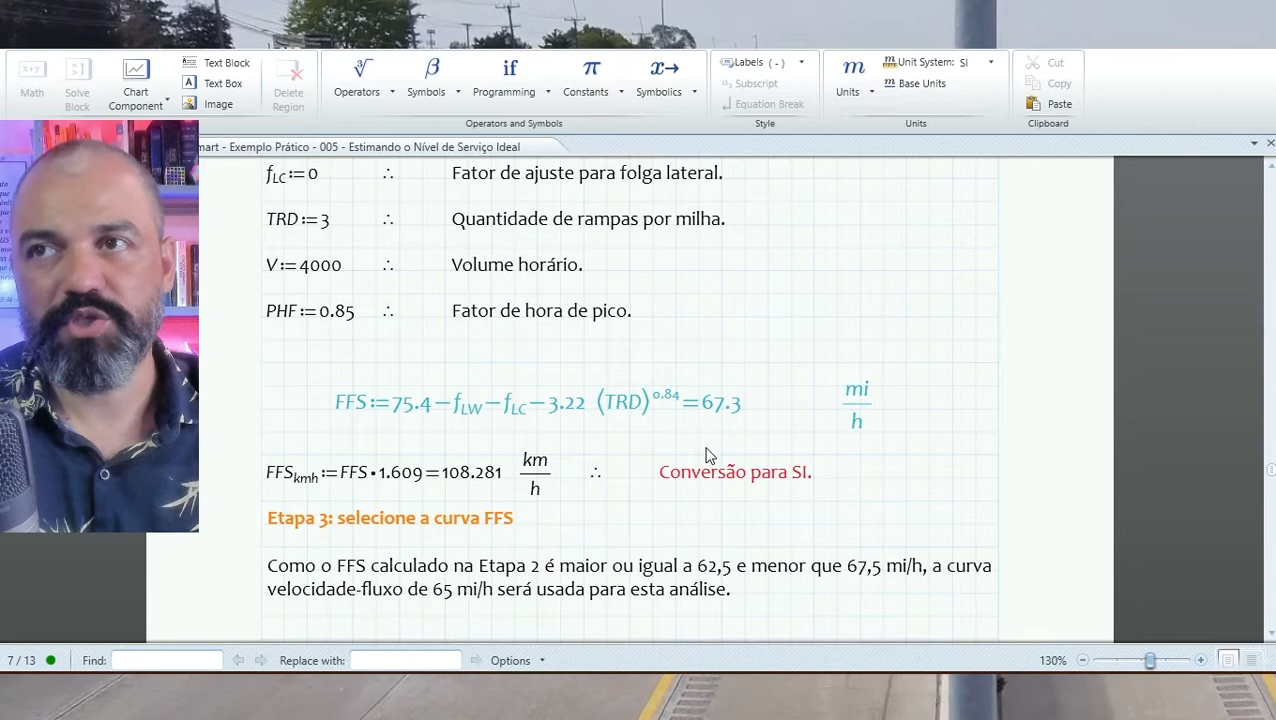 x+y
Math
Solve
Block
Chart
Component
Text Block
Text Box
Image
Delete
Region
Operators
β
Symbols
if
Programming
π
Constants
x→
Symbolics
Operators and Symbols
Labels (-)
Subscript
Equation Break
Style
m
Units
Unit System: SI
Base Units
Units
Cut
Copy
Paste
Clipboard
mart - Exemplo Prático - 005 - Estimando o Nível de Serviço Ideal
fLC:=0 ∴ Fator de ajuste para folga lateral.
TRD:=3 ∴ Quantidade de rampas por milha.
V:=4000 ∴ Volume horário.
PHF:=0.85 ∴ Fator de hora de pico.
FFS:=75.4−fLW−fLC−3.22 (TRD)^0.84=67.3 mi/h
FFSkmh:=FFS•1.609=108.281 km/h ∴ Conversão para SI.
Etapa 3: selecione a curva FFS
Como o FFS calculado na Etapa 2 é maior ou igual a 62,5 e menor que 67,5 mi/h, a curva
velocidade-fluxo de 65 mi/h será usada para esta análise.
7 / 13
Find:
Replace with:
Options
130%